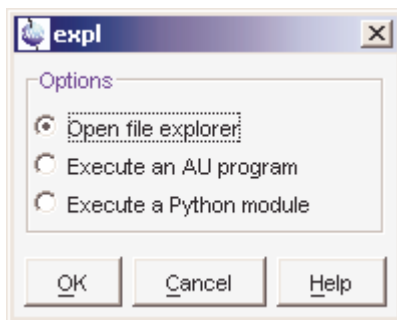 expl
Options
Open file explorer
Execute an AU program
Execute a Python module
OK Cancel Help